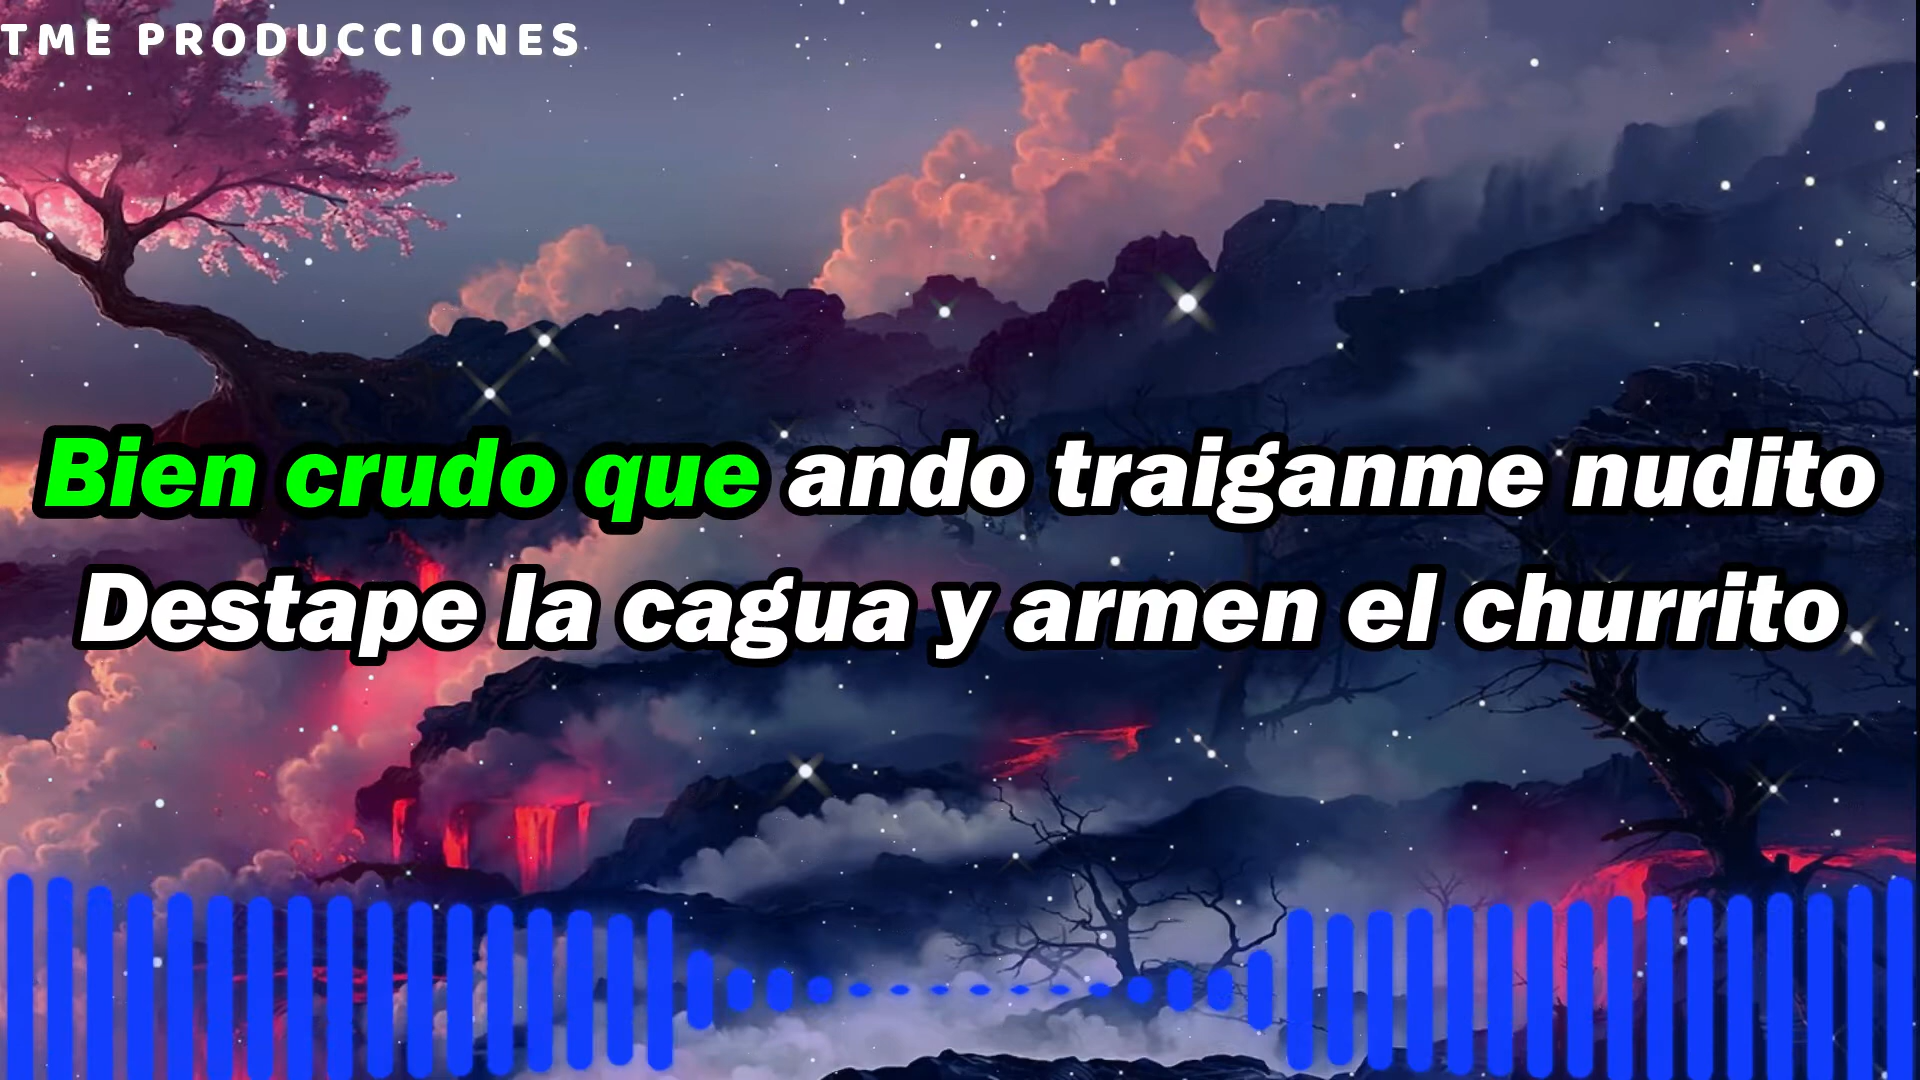 TME PRODUCCIONES
Bien crudo que ando traiganme nudito
Destape la cagua y armen el churrito